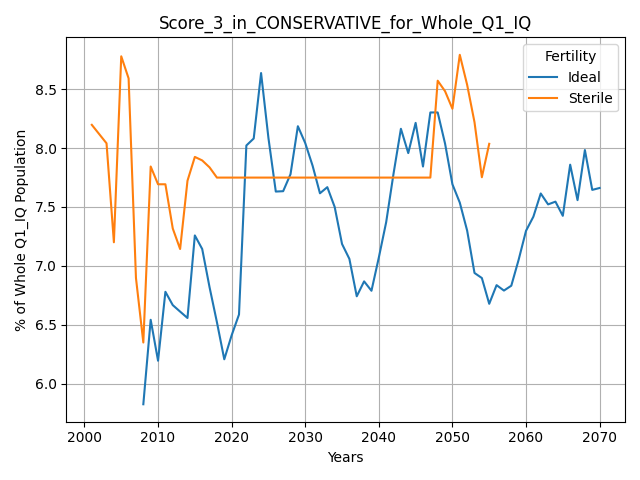 Score_3_in_CONSERVATIVE_for_Whole_Q1_IQ
% of Whole Q1_IQ Population
8.5
8.0
7.5
7.0
6.5
6.0
Fertility
Ideal
Sterile
2000 2010 2020 2030 2040 2050 2060 2070
Years